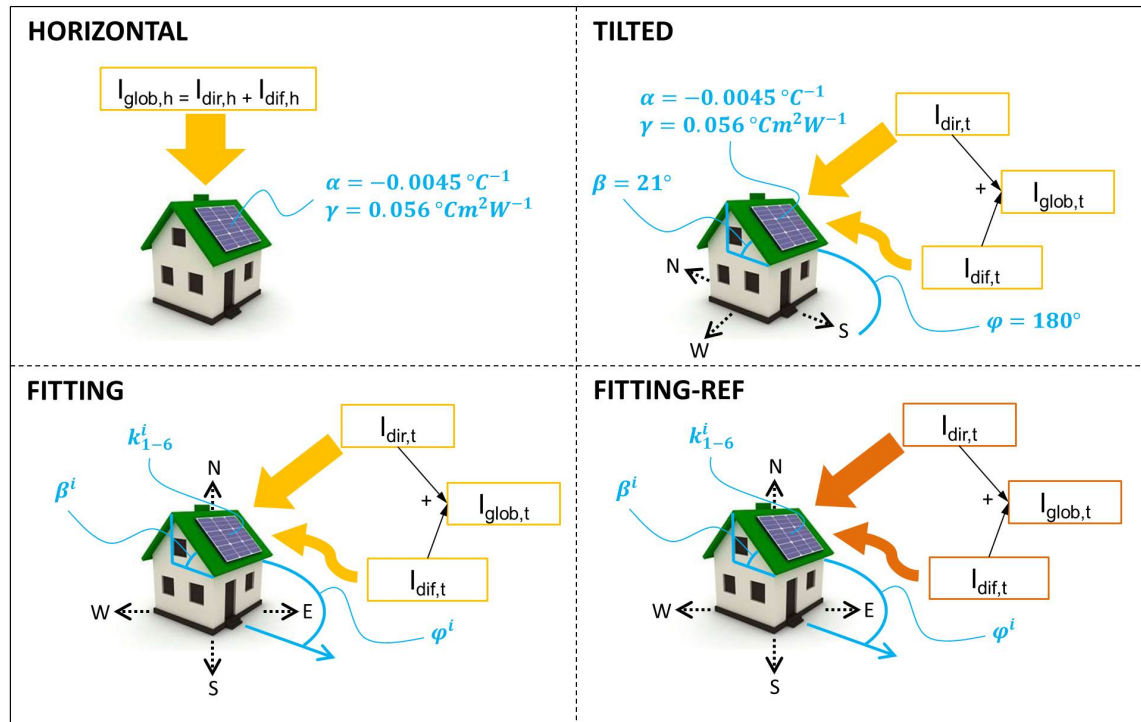 HORIZONTAL
I_glob,h = I_dir,h + I_dif,h
α = −0.0045 °C⁻¹
γ = 0.056 °Cm²W⁻¹
TILTED
α = −0.0045 °C⁻¹
γ = 0.056 °Cm²W⁻¹
I_dir,t
β = 21°
+
I_glob,t
N
I_dif,t
S
φ = 180°
W
FITTING
k^i_1−6
I_dir,t
N
β^i
+
I_glob,t
I_dif,t
W
E
φ^i
S
FITTING-REF
k^i_1−6
I_dir,t
N
β^i
+
I_glob,t
I_dif,t
W
E
φ^i
S